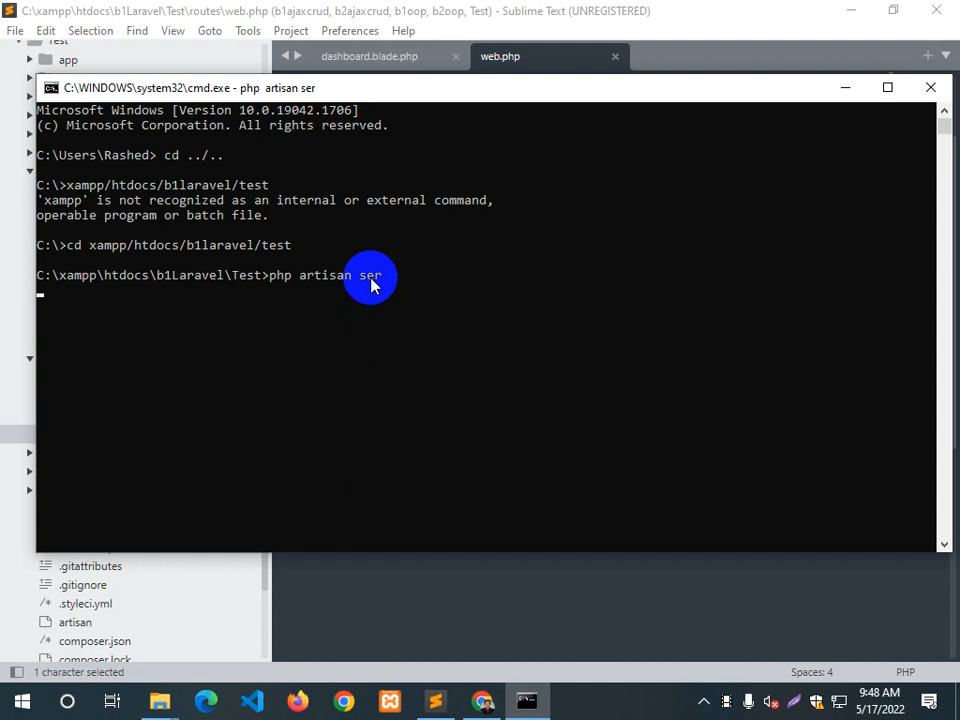 C:\xampp\htdocs\b1Laravel\Test\routes\web.php (b1ajaxcrud, b2ajaxcrud, b1oop, b2oop, Test) - Sublime Text (UNREGISTERED)
File Edit Selection Find View Goto Tools Project Preferences Help
Test
dashboard.blade.php
web.php
app
C:\WINDOWS\system32\cmd.exe - php artisan ser
Microsoft Windows [Version 10.0.19042.1706]
(c) Microsoft Corporation. All rights reserved.
C:\Users\Rashed> cd ../..
C:\>xampp/htdocs/b1laravel/test
'xampp' is not recognized as an internal or external command,
operable program or batch file.
C:\>cd xampp/htdocs/b1laravel/test
C:\xampp\htdocs\b1Laravel\Test>php artisan ser
.gitattributes
.gitignore
.styleci.yml
artisan
composer.json
composer.lock
1 character selected
Spaces: 4
PHP
9:48 AM
5/17/2022